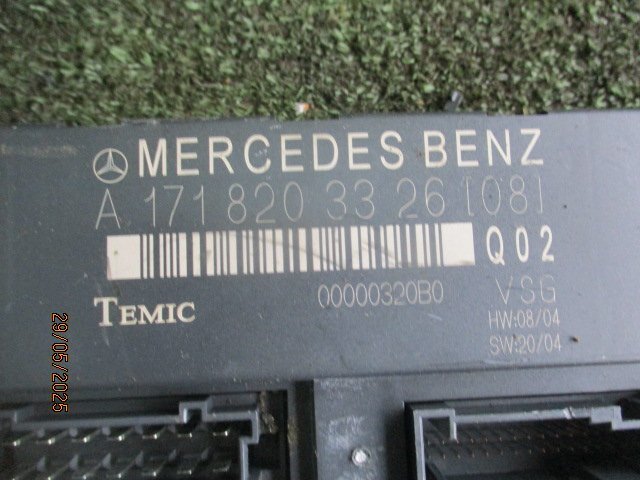 MERCEDES BENZ
A 171 820 33 26 [08]
Q02
TEMIC
00000320B0
VSG
HW:08/04
SW:20/04
29/05/2025